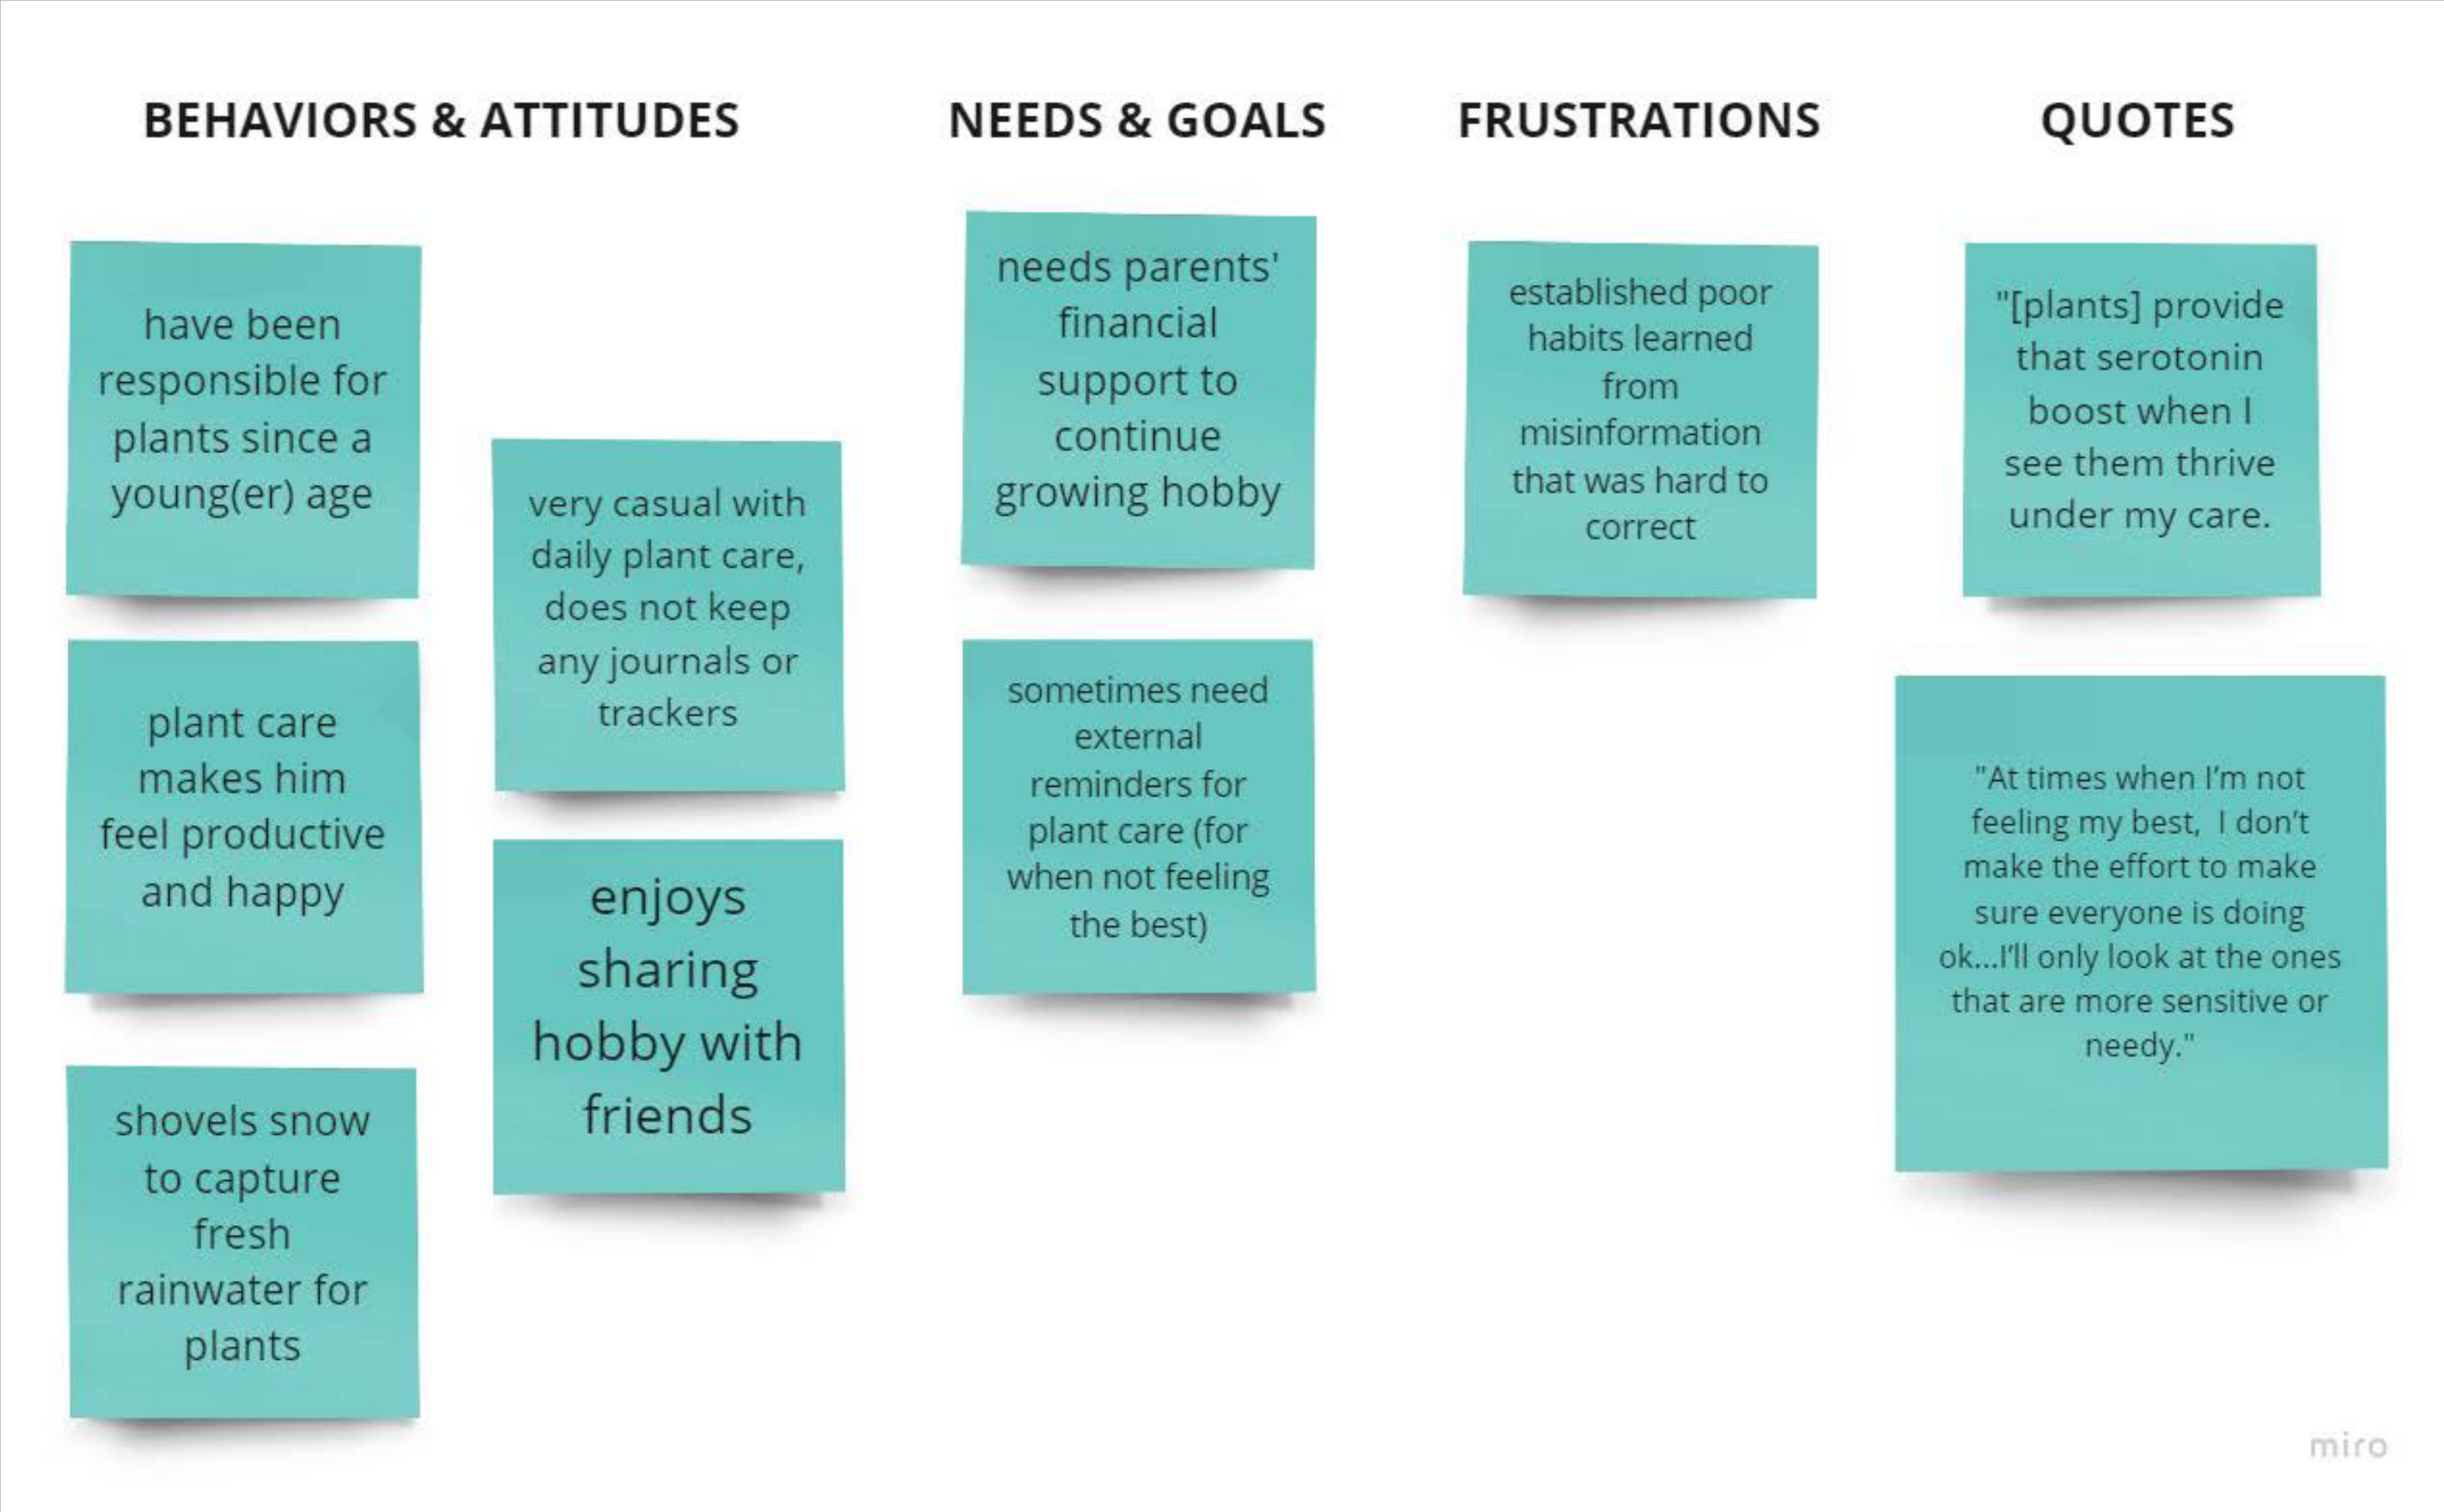 BEHAVIORS & ATTITUDES
have been
responsible for
plants since a
young(er) age
plant care
makes him
feel productive
and happy
shovels snow
to capture
fresh
rainwater for
plants
very casual with
daily plant care,
does not keep
any journals or
trackers
enjoys
sharing
hobby with
friends
NEEDS & GOALS
needs parents'
financial
support to
continue
growing hobby
sometimes need
external
reminders for
plant care (for
when not feeling
the best)
FRUSTRATIONS
established poor
habits learned
from
misinformation
that was hard to
correct
QUOTES
"[plants] provide
that serotonin
boost when I
see them thrive
under my care.
"At times when I’m not
feeling my best,  I don’t
make the effort to make
sure everyone is doing
ok...I’ll only look at the ones
that are more sensitive or
needy."
miro